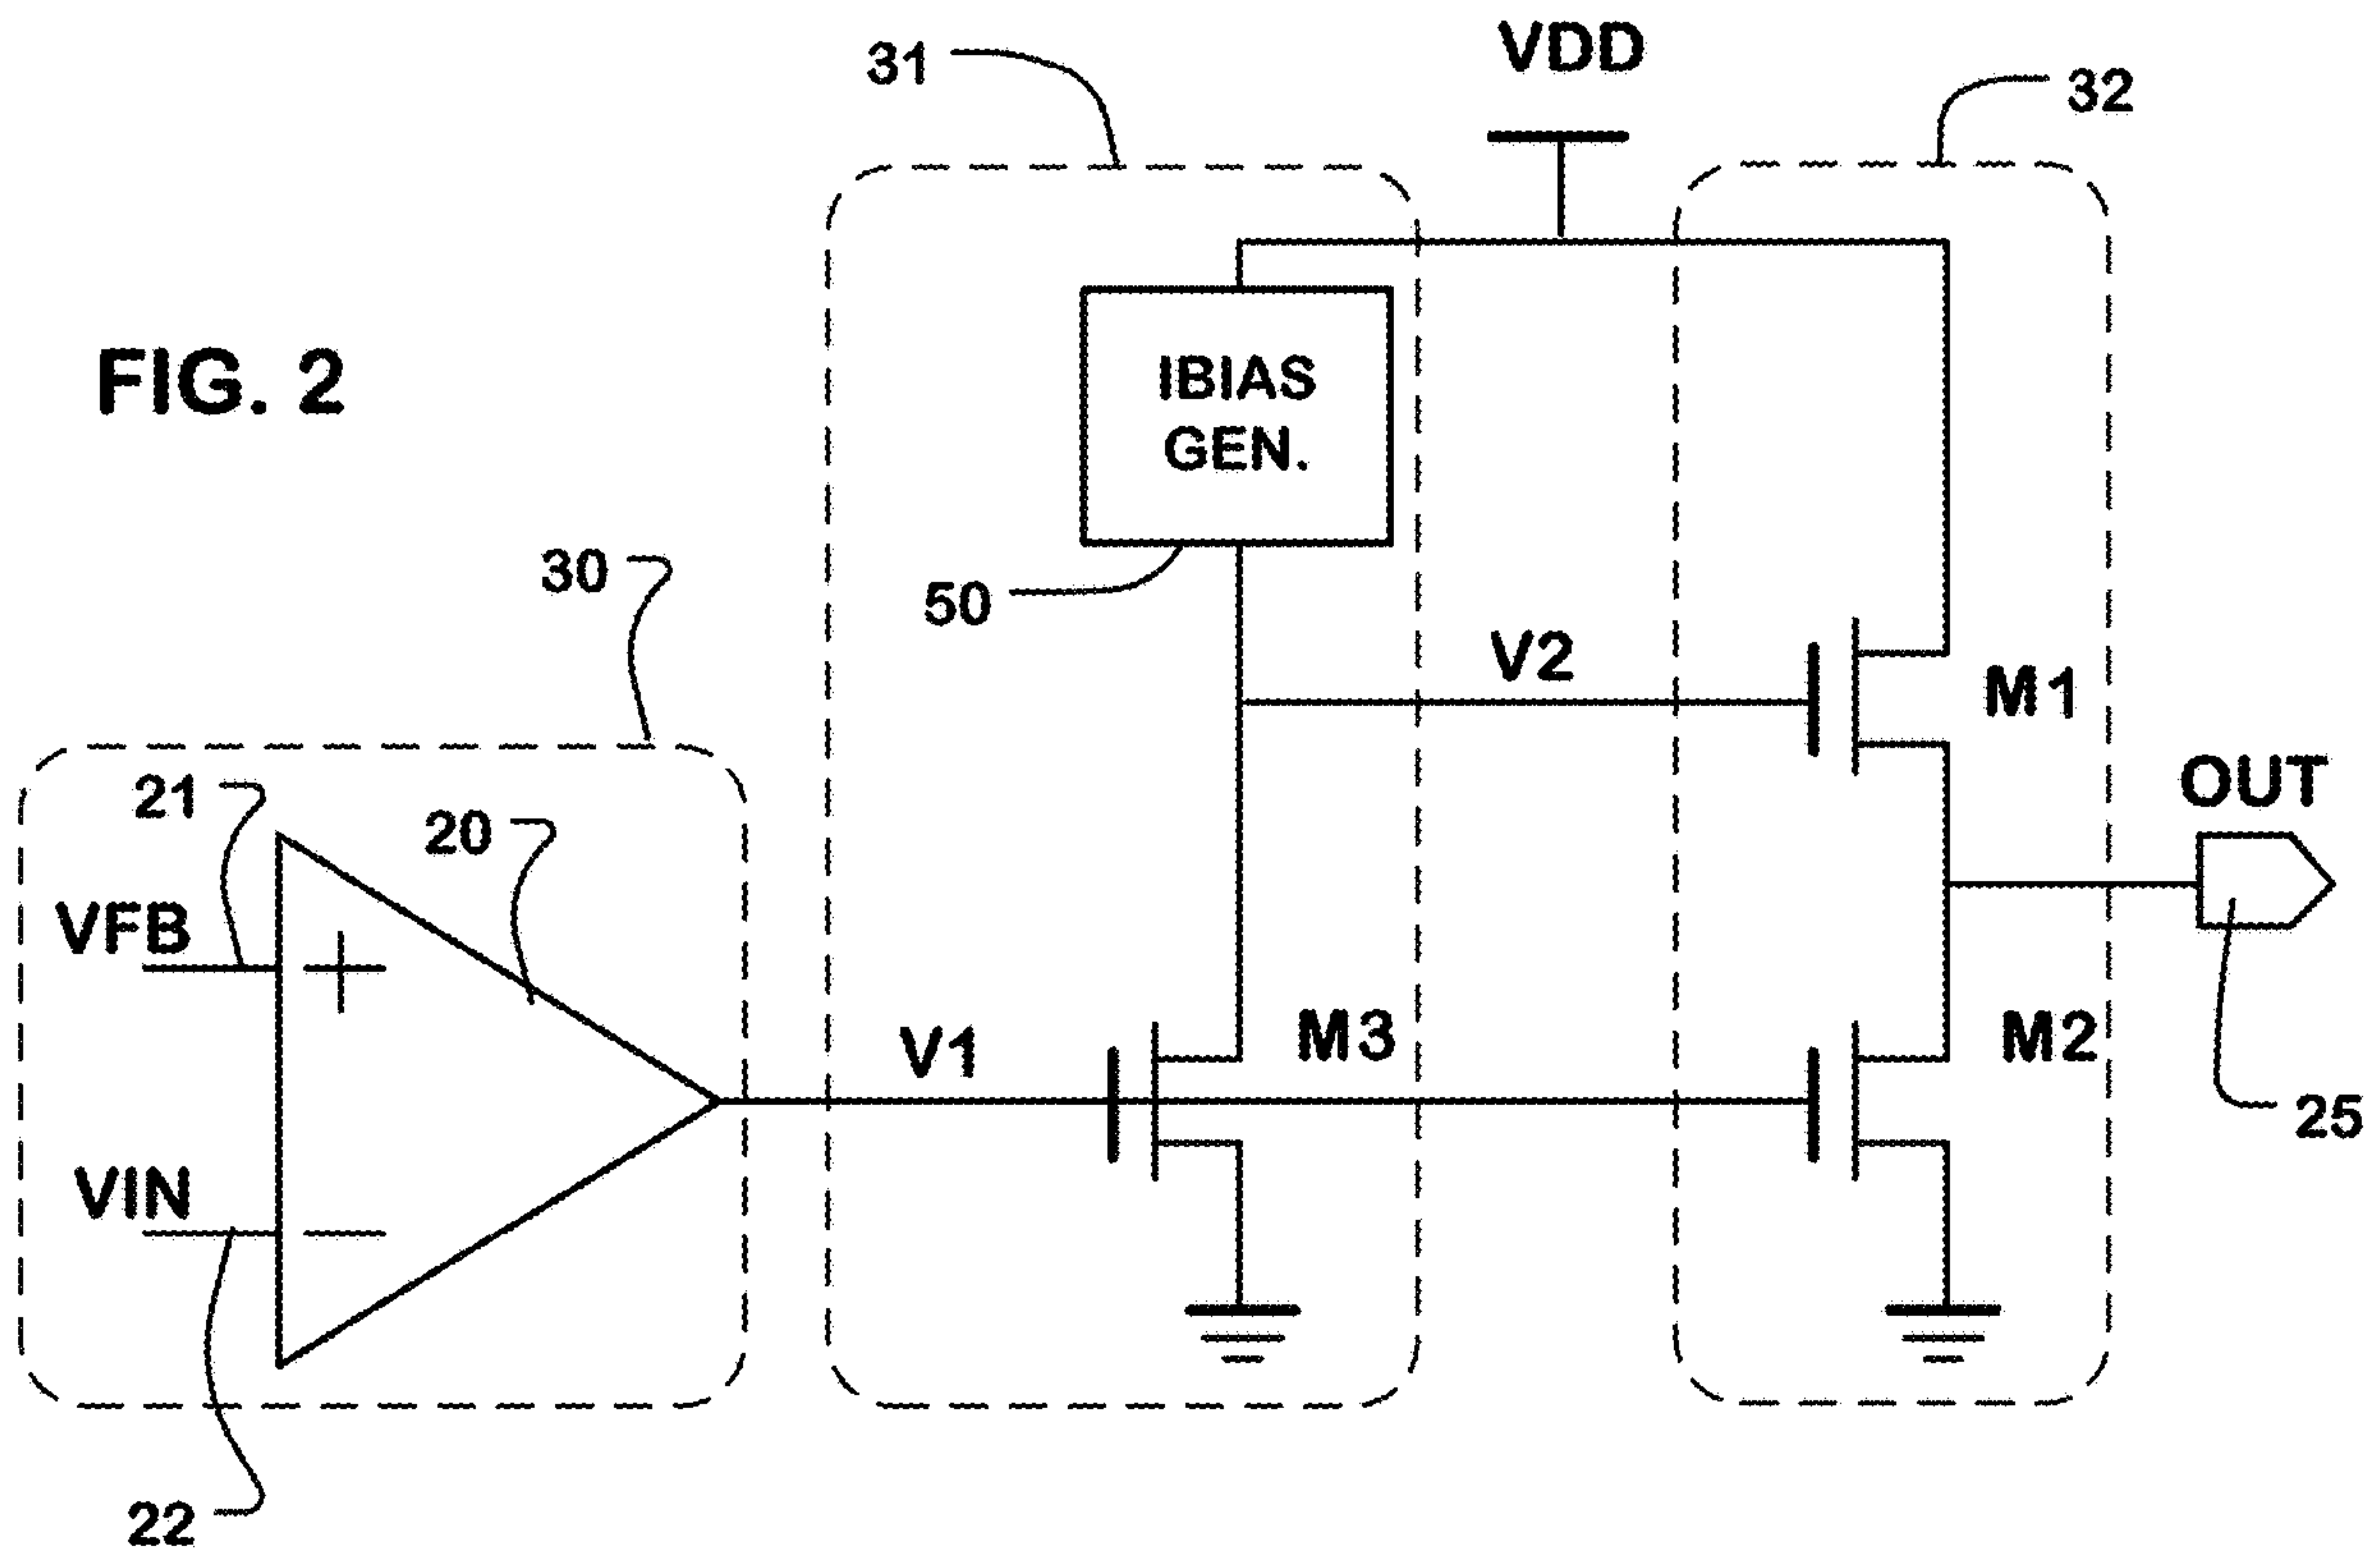 VDD
31
32
FIG. 2
IBIAS
GEN.
30
50
V2
M1
21
20
OUT
VFB
V1
M3
M2
25
VIN
22